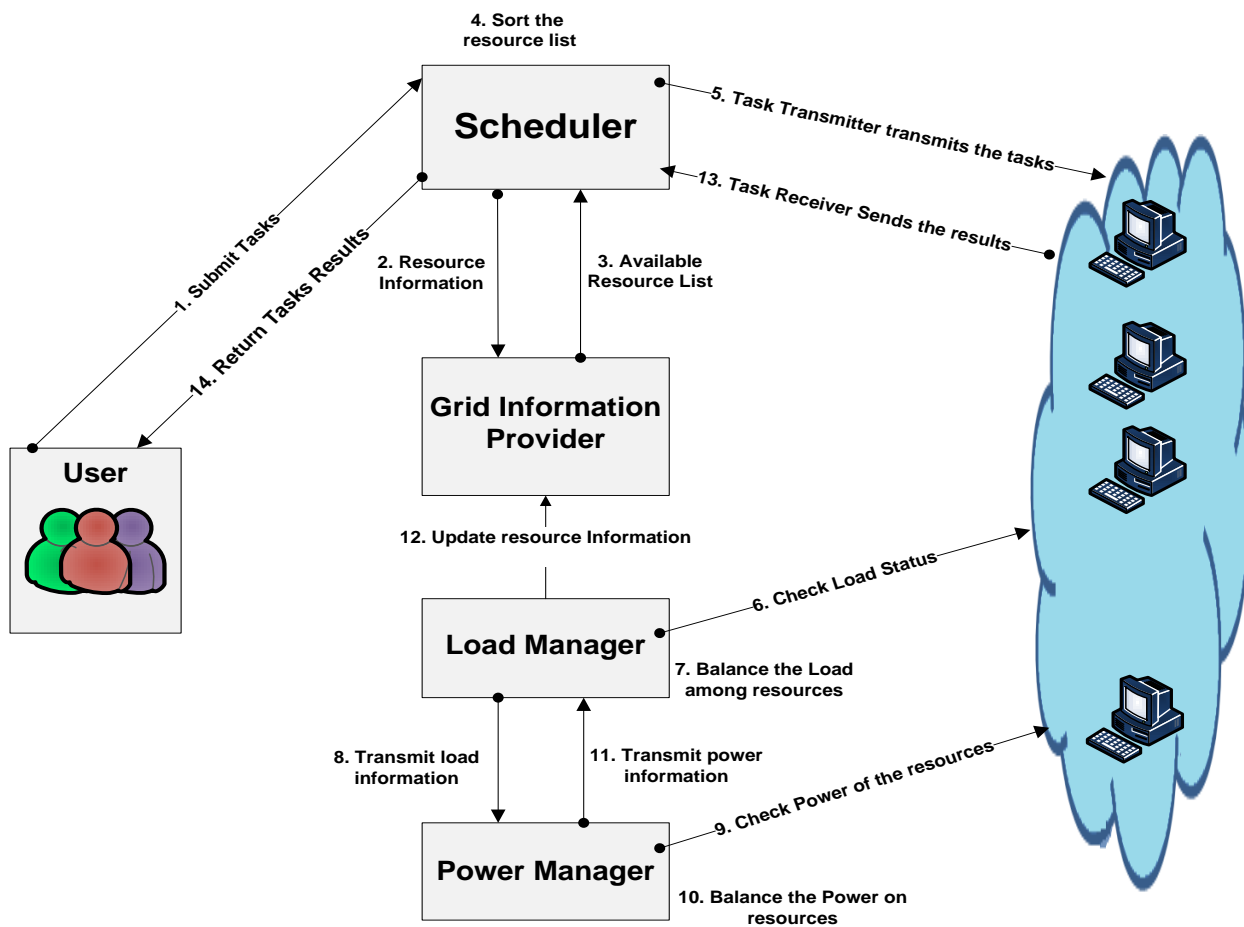 4. Sort the
resource list
Scheduler
5. Task Transmitter transmits the tasks
13. Task Receiver Sends the results
1. Submit Tasks
14. Return Tasks Results
2. Resource
Information
3. Available
Resource List
Grid Information
Provider
User
12. Update resource Information
6. Check Load Status
Load Manager
7. Balance the Load
among resources
8. Transmit load
information
11. Transmit power
information
9. Check Power of the resources
Power Manager
10. Balance the Power on
resources